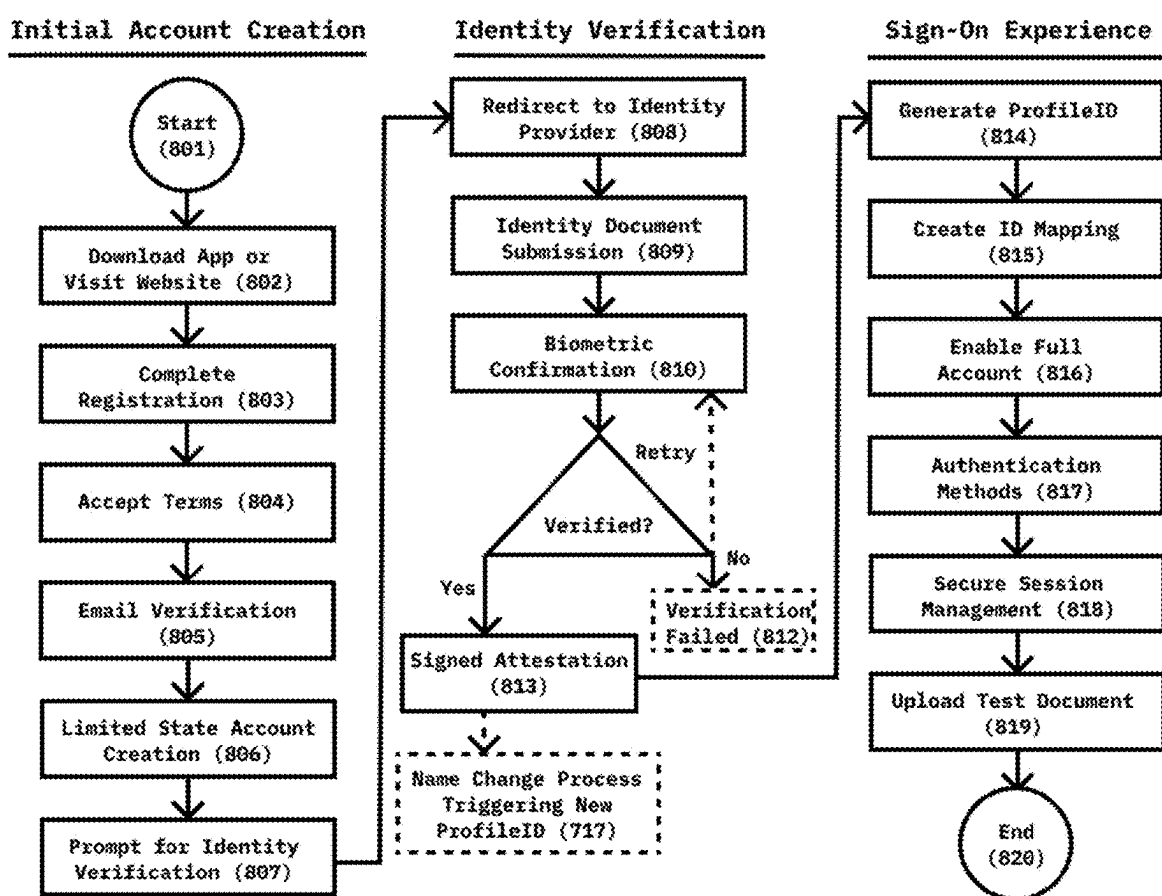 Initial Account Creation
Start
(801)
Download App or
Visit Website (802)
Complete
Registration (803)
Accept Terms (804)
Email Verification
(805)
Limited State Account
Creation (806)
Prompt for Identity
Verification (807)
Identity Verification
Redirect to Identity
Provider (808)
Identity Document
Submission (809)
Biometric
Confirmation (810)
Retry
Verified?
Yes
No
Verification
Failed (812)
Signed Attestation
(813)
Name Change Process
Triggering New
ProfileID (717)
Sign-On Experience
Generate ProfileID
(814)
Create ID Mapping
(815)
Enable Full
Account (816)
Authentication
Methods (817)
Secure Session
Management (818)
Upload Test Document
(819)
End
(820)